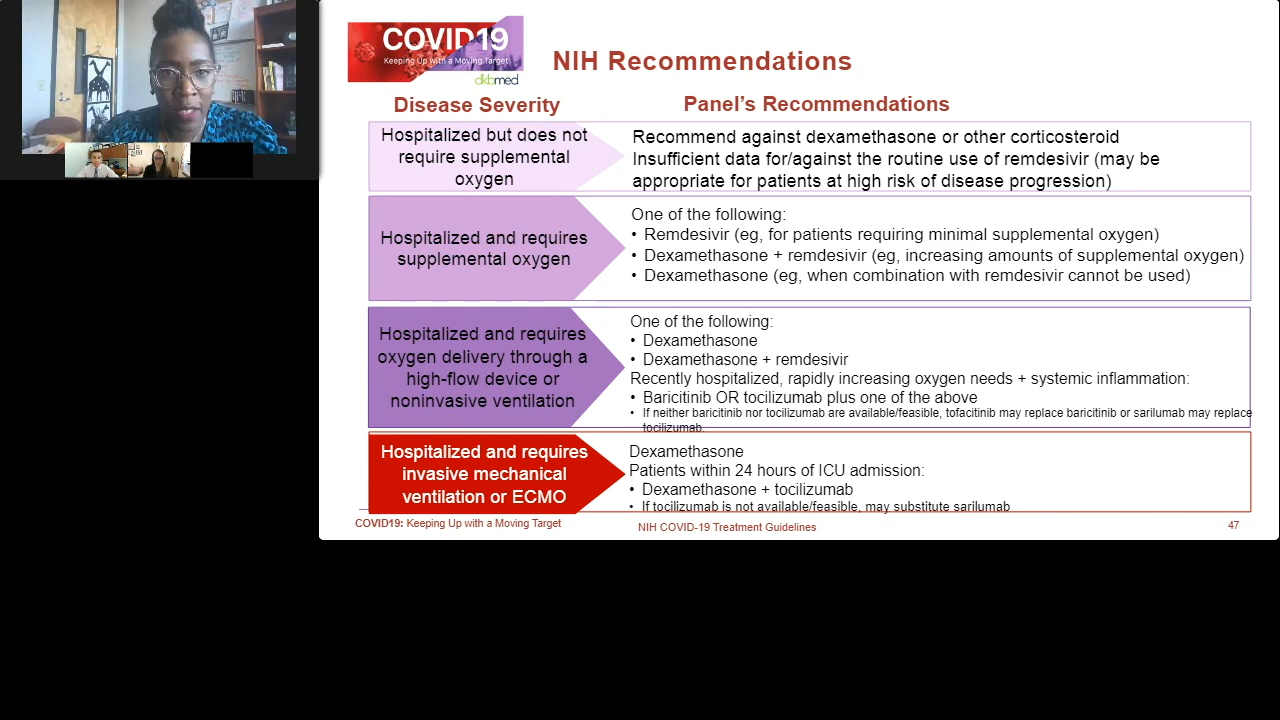 COVID19
Keeping Up with a Moving Target
dkbmed
NIH Recommendations
Disease Severity
Panel's Recommendations
Hospitalized but does not
require supplemental
oxygen
Recommend against dexamethasone or other corticosteroid
Insufficient data for/against the routine use of remdesivir (may be
appropriate for patients at high risk of disease progression)
Hospitalized and requires
supplemental oxygen
One of the following:
• Remdesivir (eg, for patients requiring minimal supplemental oxygen)
• Dexamethasone + remdesivir (eg, increasing amounts of supplemental oxygen)
• Dexamethasone (eg, when combination with remdesivir cannot be used)
Hospitalized and requires
oxygen delivery through a
high-flow device or
noninvasive ventilation
One of the following:
• Dexamethasone
• Dexamethasone + remdesivir
Recently hospitalized, rapidly increasing oxygen needs + systemic inflammation:
• Baricitinib OR tocilizumab plus one of the above
• If neither baricitinib nor tocilizumab are available/feasible, tofacitinib may replace baricitinib or sarilumab may replace
tocilizumab.
Hospitalized and requires
invasive mechanical
ventilation or ECMO
Dexamethasone
Patients within 24 hours of ICU admission:
• Dexamethasone + tocilizumab
• If tocilizumab is not available/feasible, may substitute sarilumab
COVID19: Keeping Up with a Moving Target
NIH COVID-19 Treatment Guidelines
47